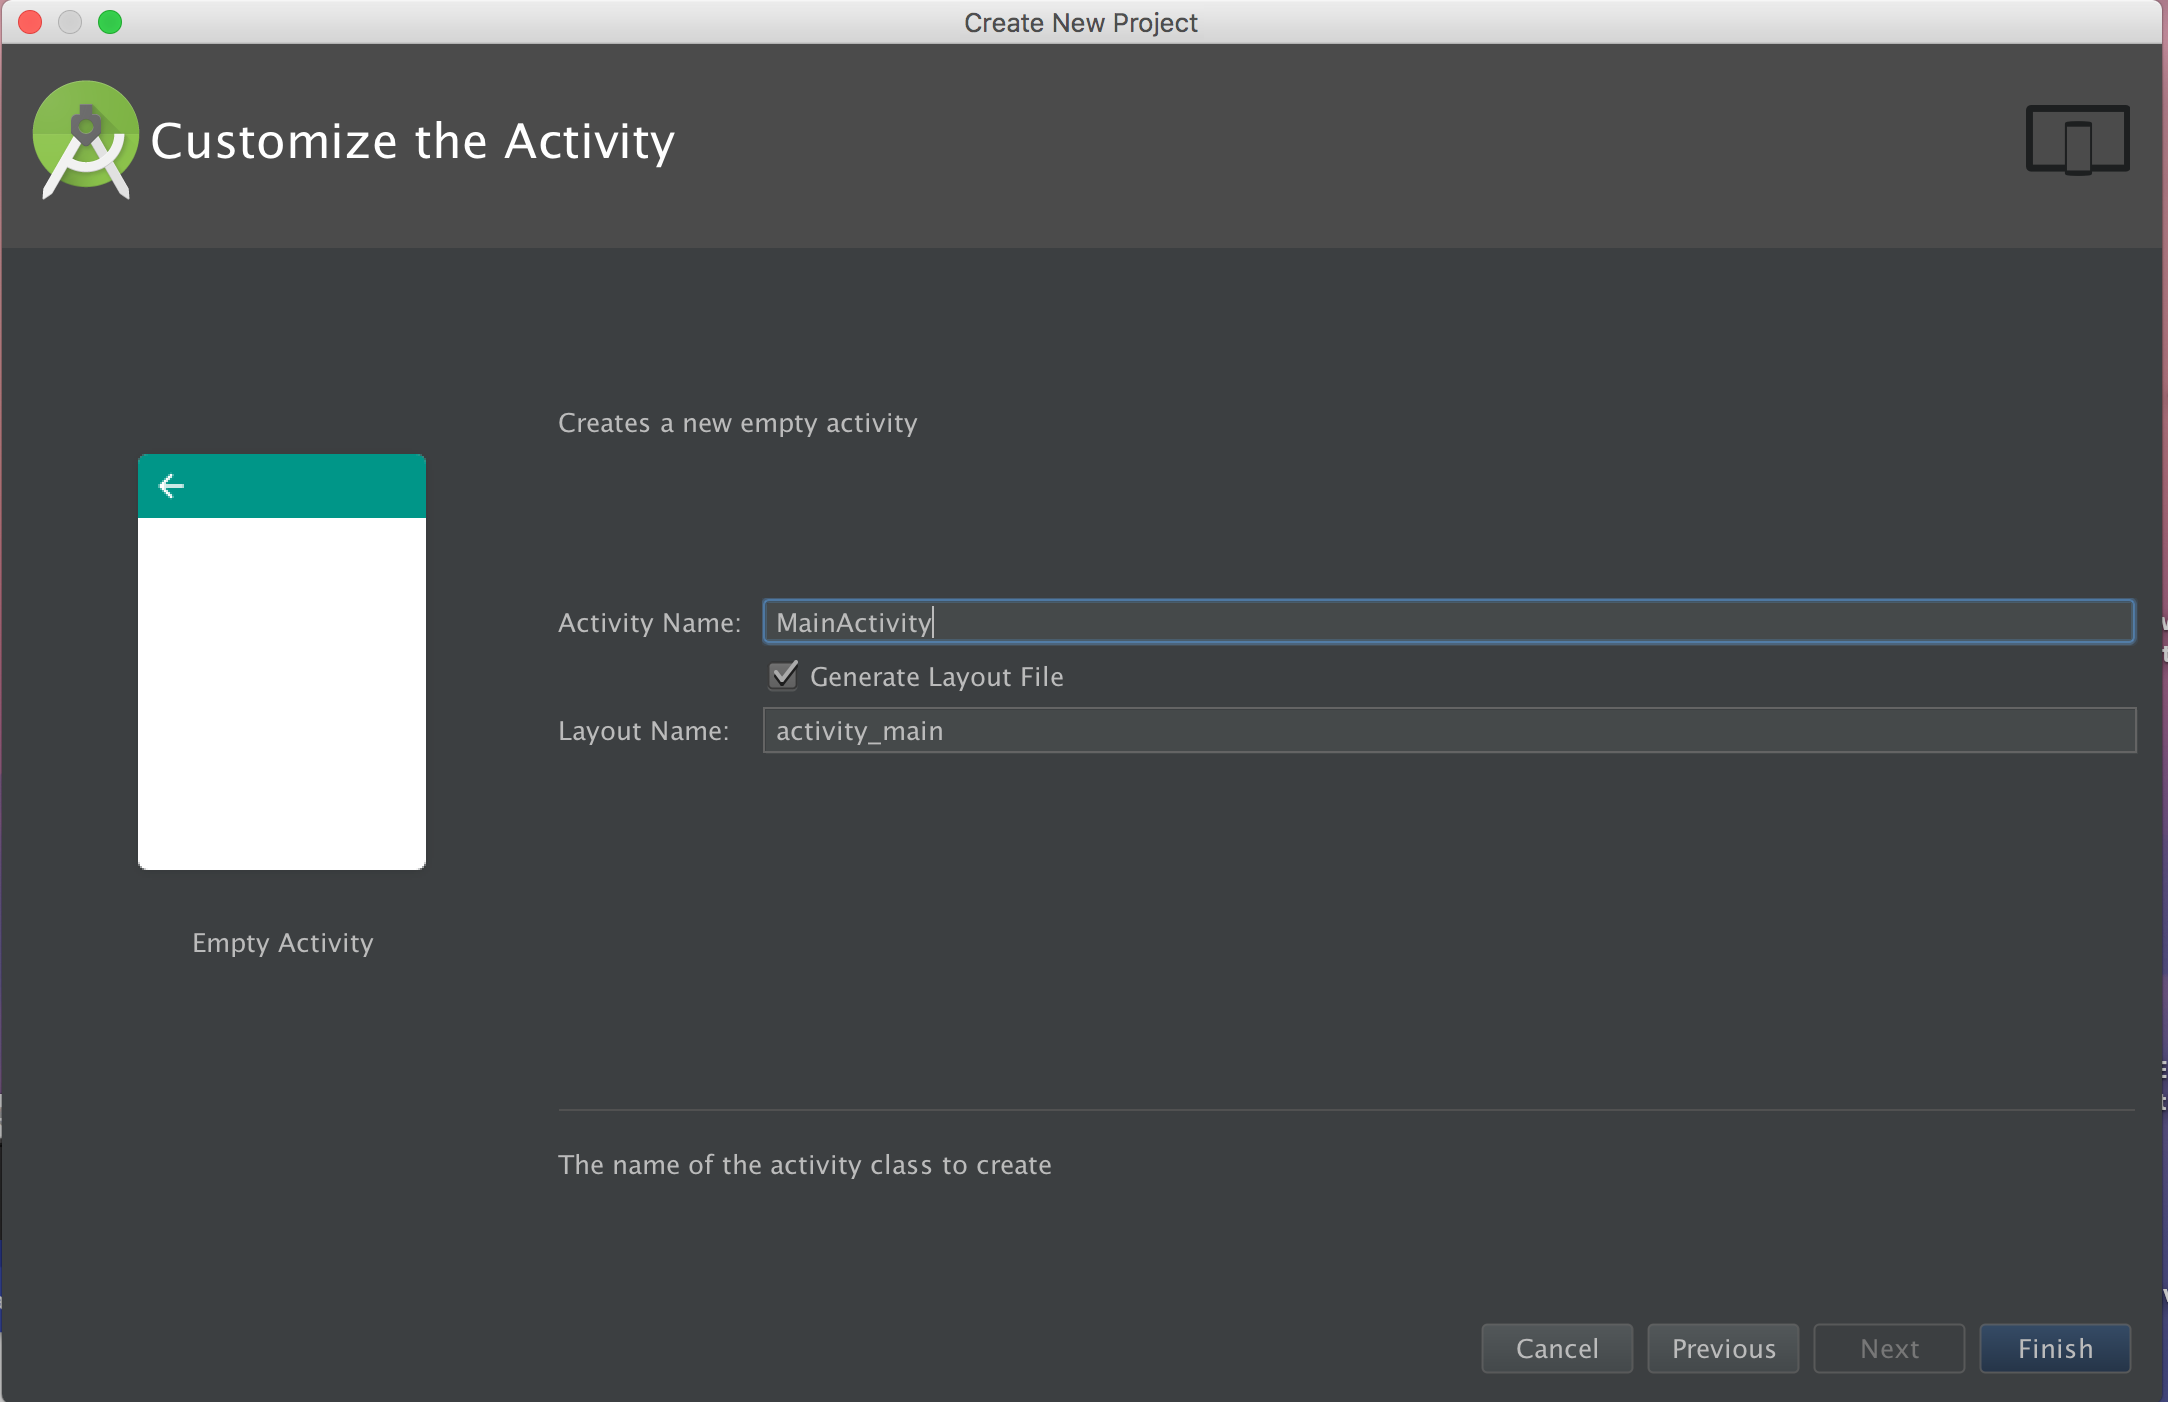 Create New Project
Customize the Activity
Creates a new empty activity
Activity Name: MainActivity
Generate Layout File
Layout Name: activity_main
Empty Activity
The name of the activity class to create
Cancel Previous Next Finish